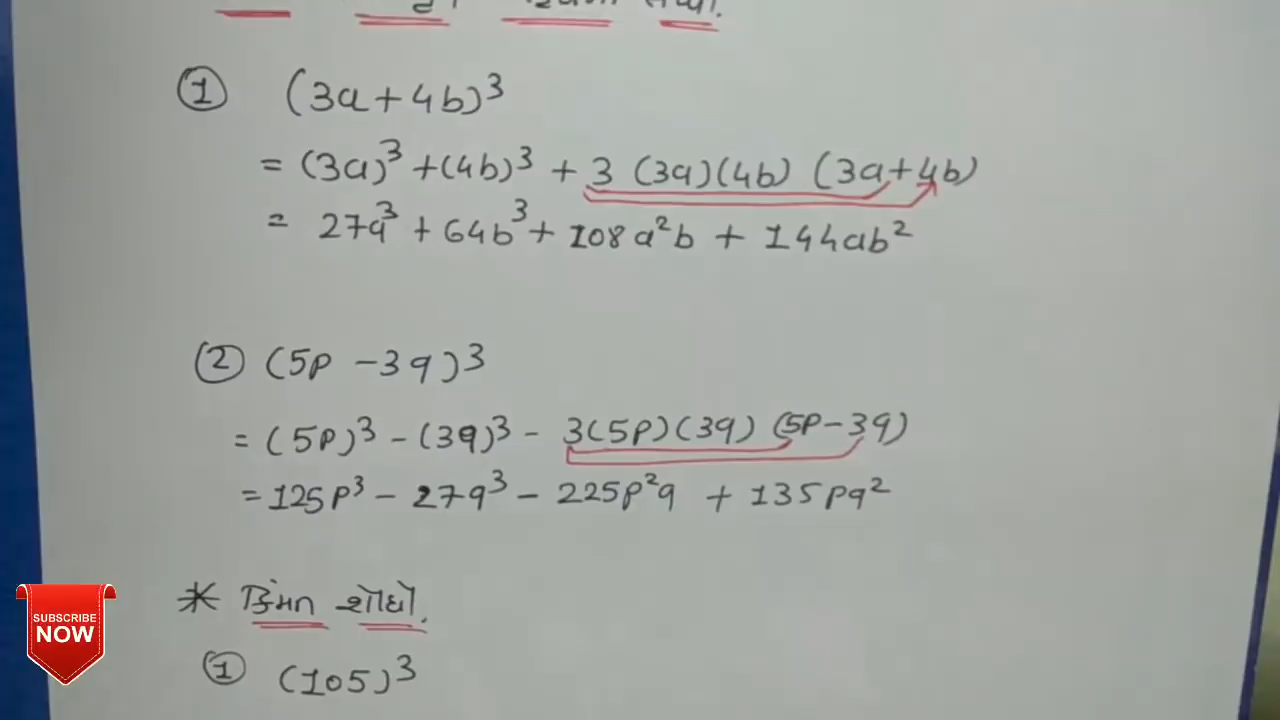 ① (3a+4b)³
= (3a)³ +(4b)³ + 3 (3a)(4b) (3a+4b)
= 27a³ + 64b³ + 108a²b + 144ab²
② (5p -3q)³
= (5p)³ - (3q)³ - 3(5p)(3q) (5p-3q)
= 125p³ - 27q³ - 225p²q + 135pq²
* કિંમત શોધો.
① (105)³
SUBSCRIBE
NOW